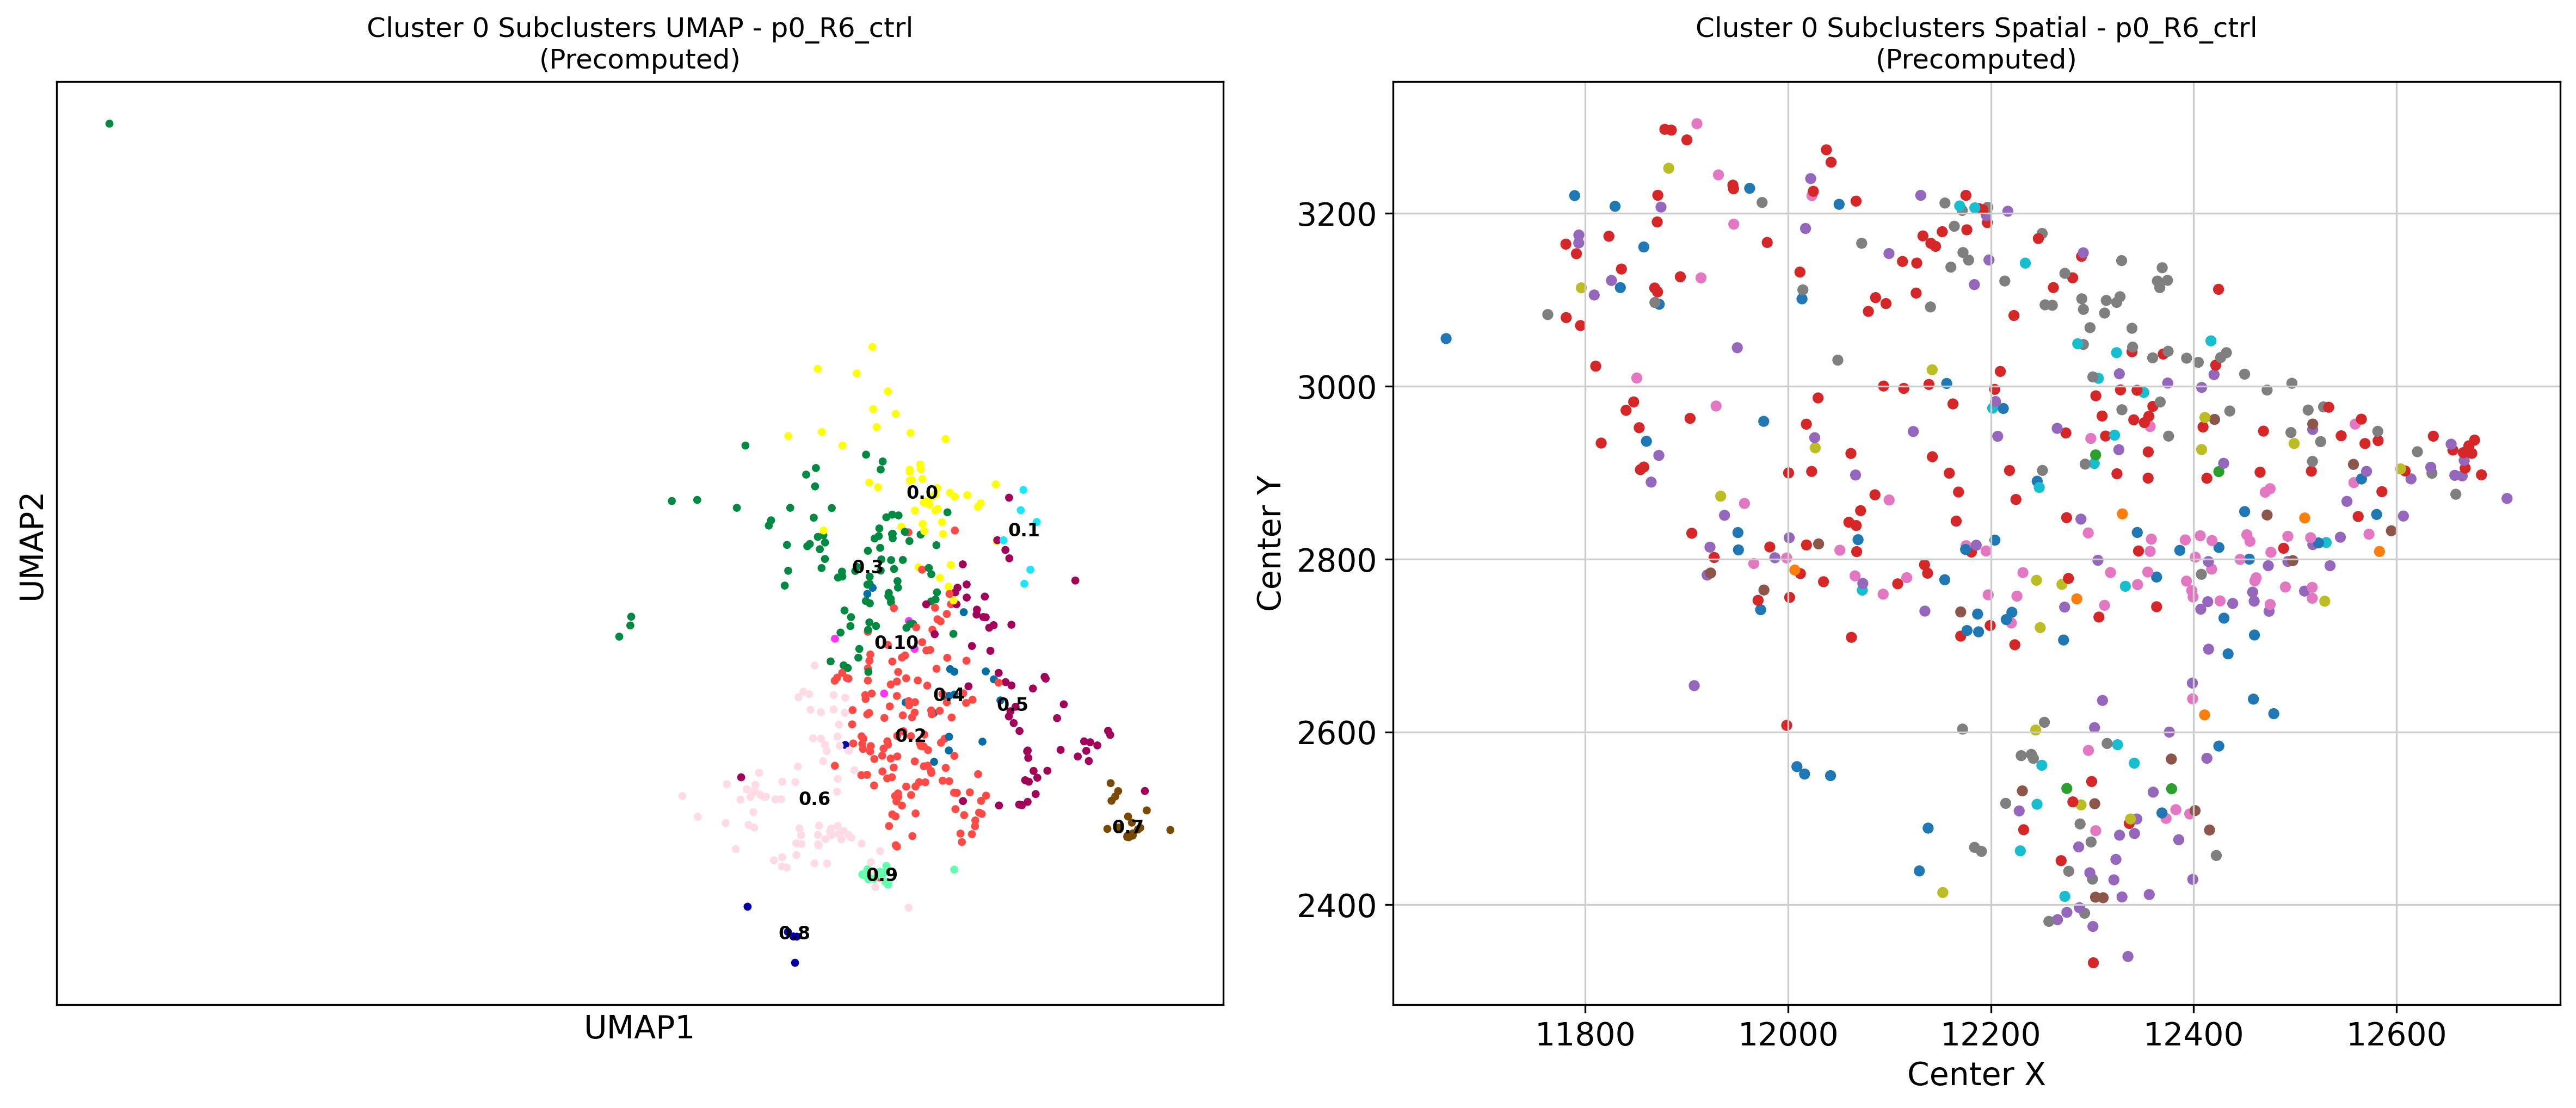 Cluster 0 Subclusters UMAP - p0_R6_ctrl
(Precomputed)
UMAP2
0.0
0.1
0.3
0.10
0.4
0.5
0.2
0.6
0.7
0.9
0.8
UMAP1
Cluster 0 Subclusters Spatial - p0_R6_ctrl
(Precomputed)
Center Y
3200
3000
2800
2600
2400
11800 12000 12200 12400 12600
Center X